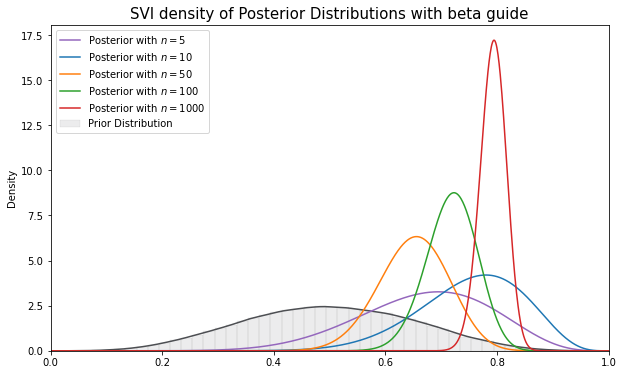 SVI density of Posterior Distributions with beta guide
Density
17.5
15.0
12.5
10.0
7.5
5.0
2.5
0.0
Posterior with n = 5
Posterior with n = 10
Posterior with n = 50
Posterior with n = 100
Posterior with n = 1000
Prior Distribution
0.0 0.2 0.4 0.6 0.8 1.0